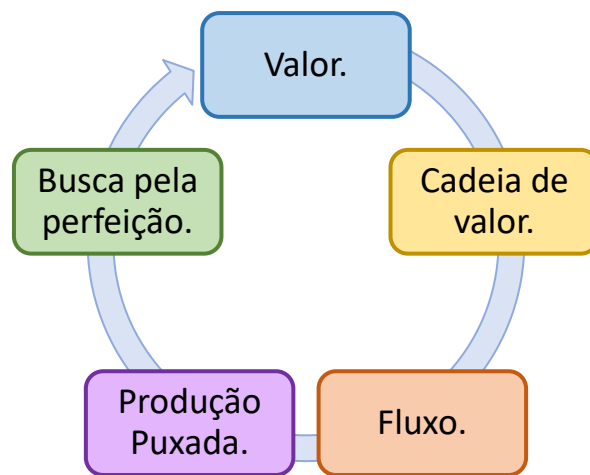 Valor.
Cadeia de
valor.
Fluxo.
Produção
Puxada.
Busca pela
perfeição.